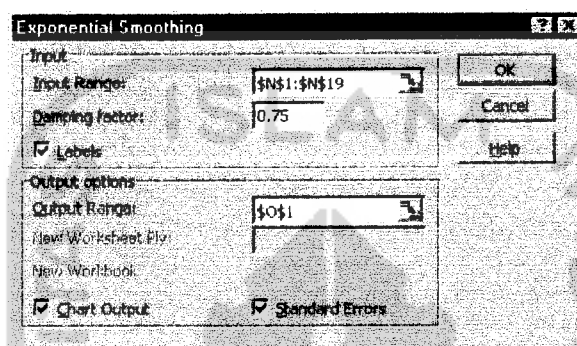 Exponential Smoothing
Input
Input Range: $N$1:$N$19
Damping factor: 0,75
Labels
OK
Cancel
Help
Output options
Output Range: $O$1
New Worksheet Ply:
New Workbook
Chart Output
Standard Errors
ISLAM